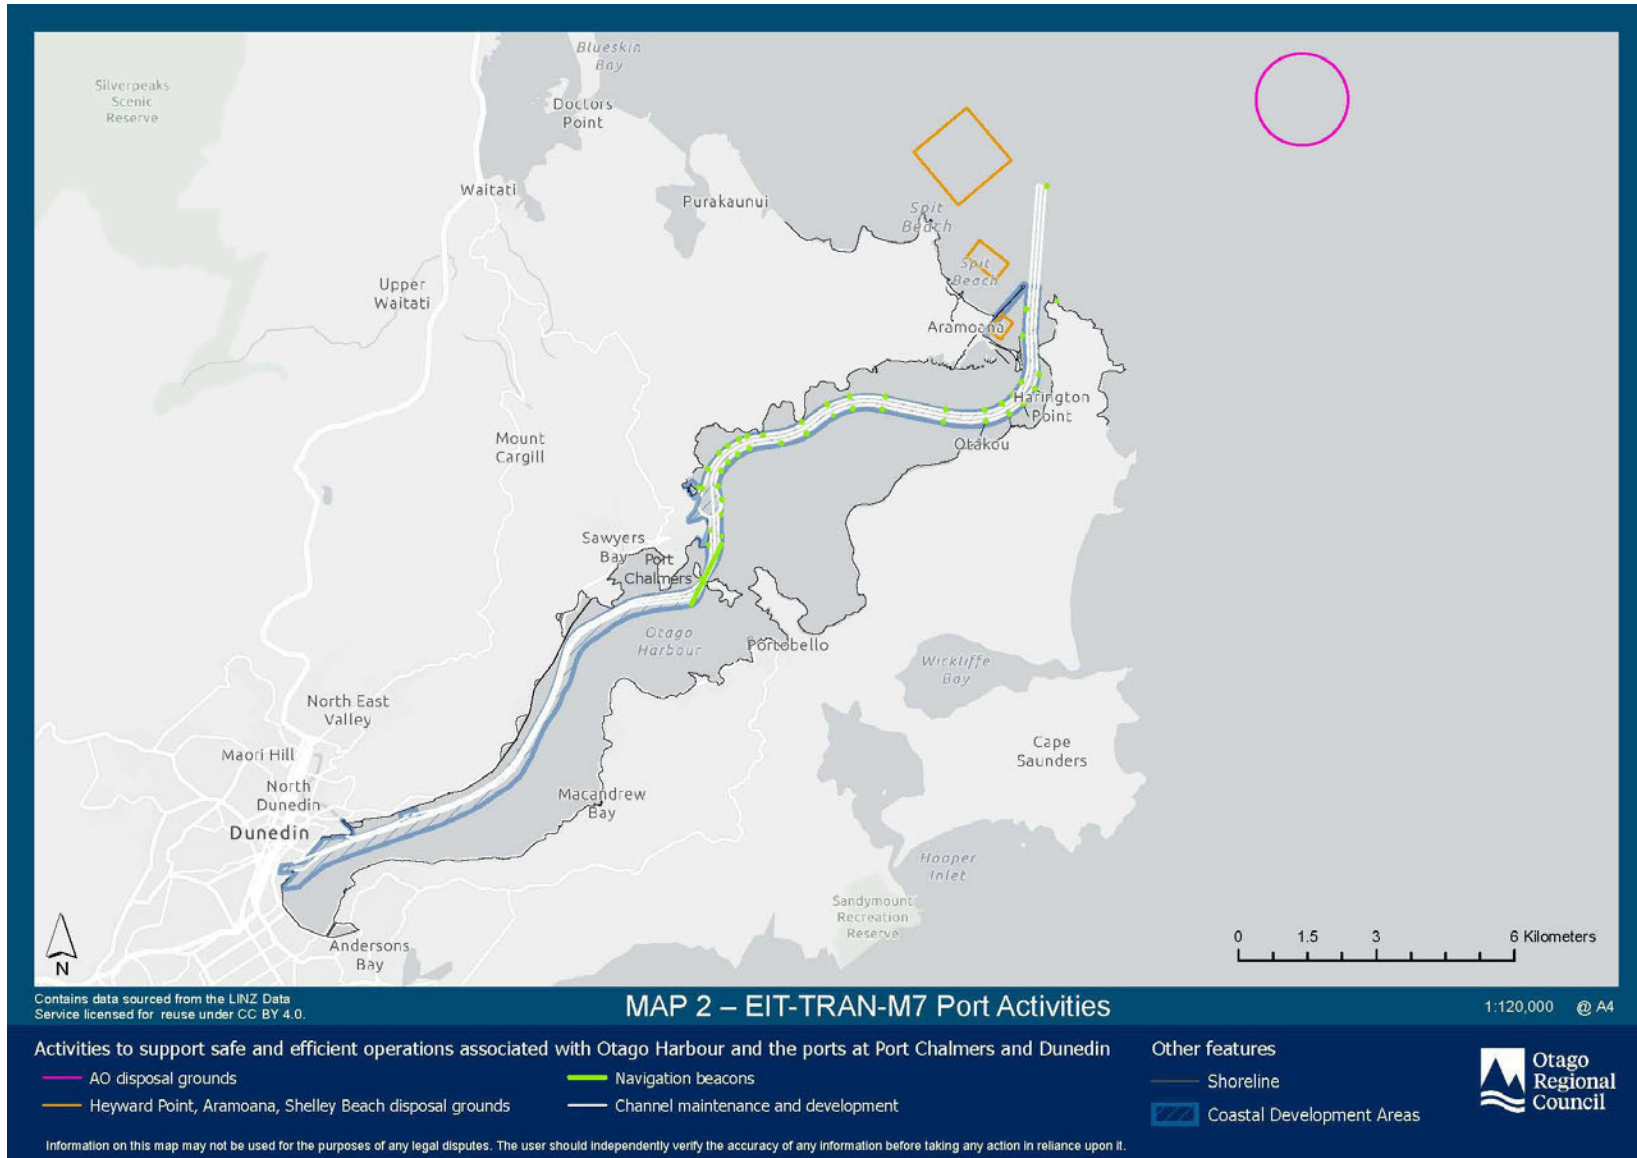 Blueskin
Bay
Silverpeaks
Scenic
Reserve
Doctors
Point
Waitati
Purakaunui
Spit
Beach
Spit
Beach
Upper
Waitati
Aramoana
Harington
Point
Otakou
Mount
Cargill
Sawyers
Bay
Port
Chalmers
Otago
Harbour
Portobello
Wickliffe
Bay
North East
Valley
Maori Hill
Cape
Saunders
North
Dunedin
Macandrew
Bay
Dunedin
Hooper
Inlet
Sandymount
Recreation
Reserve
Andersons
Bay
N
0 1.5 3 6 Kilometers
Contains data sourced from the LINZ Data
Service licensed for reuse under CC BY 4.0.
MAP 2 – EIT-TRAN-M7 Port Activities
1:120,000 @ A4
Activities to support safe and efficient operations associated with Otago Harbour and the ports at Port Chalmers and Dunedin
AO disposal grounds
Heyward Point, Aramoana, Shelley Beach disposal grounds
Navigation beacons
Channel maintenance and development
Other features
Shoreline
Coastal Development Areas
Otago
Regional
Council
Information on this map may not be used for the purposes of any legal disputes. The user should independently verify the accuracy of any information before taking any action in reliance upon it.